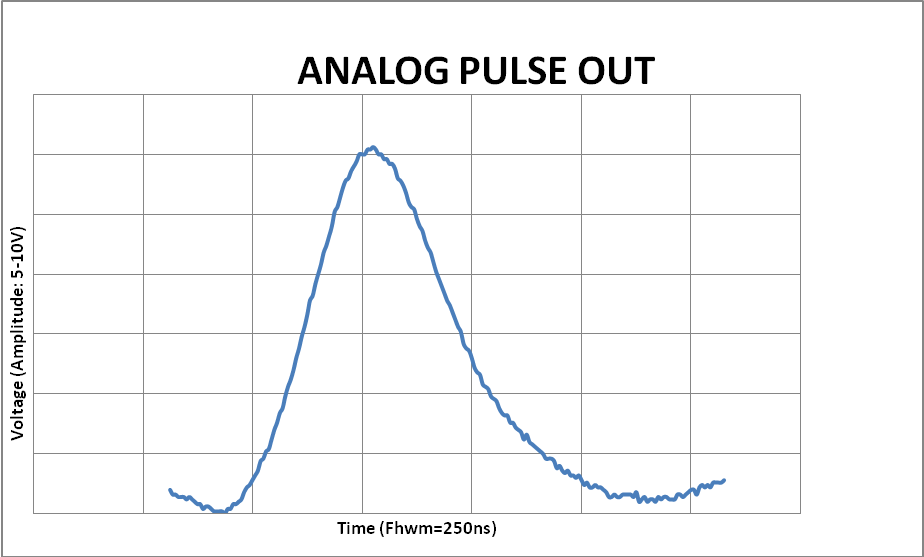 ANALOG PULSE OUT
Voltage (Amplitude: 5-10V)
Time (Fhwm=250ns)